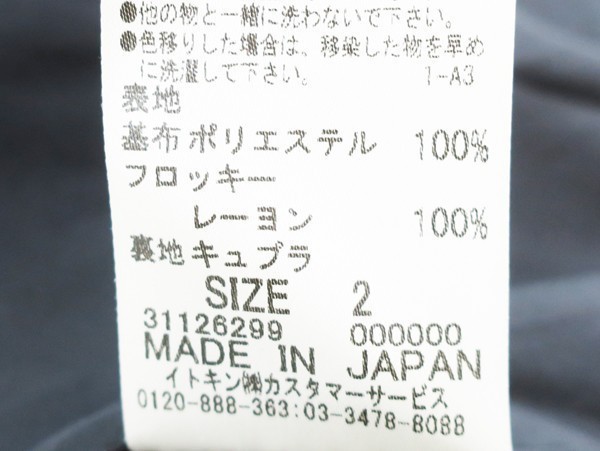 ●他の物と一緒に洗わないで下さい。
●色移りした場合は、移染した物を早め
に洗濯して下さい。 1-A3
表地
基布ポリエステル 100%
フロッキー
レーヨン 100%
裏地キュプラ
SIZE 2
31126299 000000
MADE IN JAPAN
イトキン㈱カスタマーサービス
0120-888-363:03-3478-8088